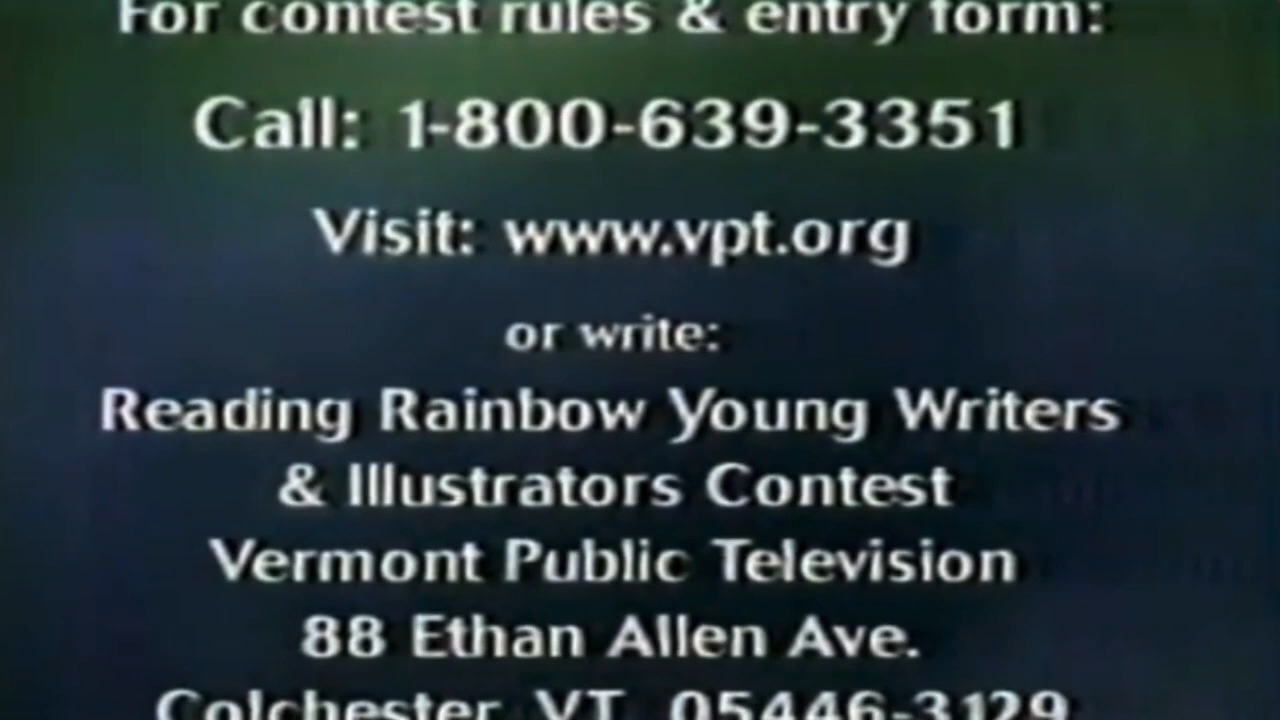 For contest rules & entry form:
Call: 1-800-639-3351
Visit: www.vpt.org
or write:
Reading Rainbow Young Writers
& Illustrators Contest
Vermont Public Television
88 Ethan Allen Ave.
Colchester, VT 05446-3129